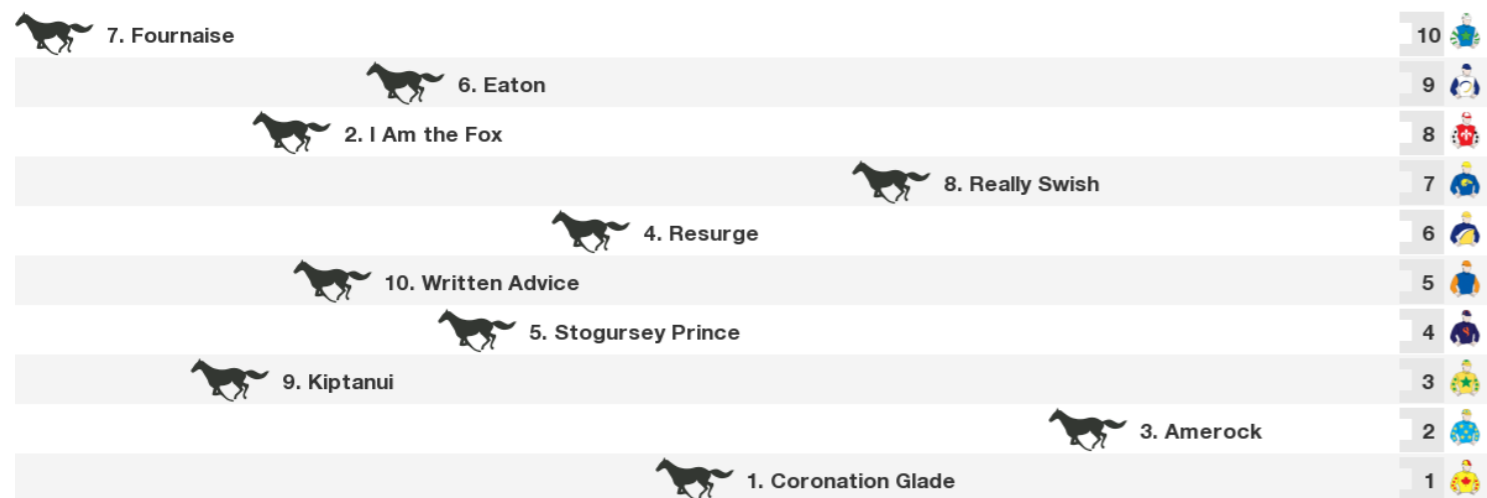 7. Fournaise 10
6. Eaton 9
2. I Am the Fox 8
8. Really Swish 7
4. Resurge 6
10. Written Advice 5
5. Stogursey Prince 4
9. Kiptanui 3
3. Amerock 2
1. Coronation Glade 1